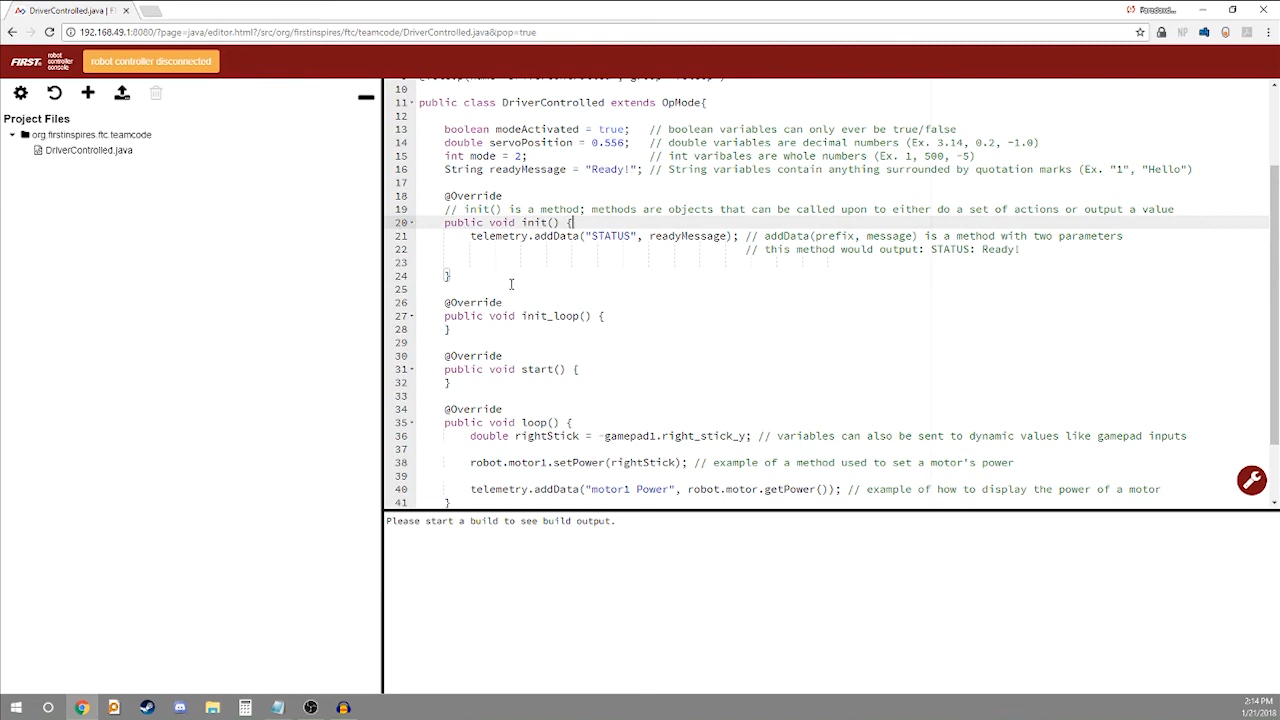 DriverControlled.java | F
192.168.49.1:8080/?page=java/editor.html?/src/org/firstinspires/ftc/teamcode/DriverControlled.java&pop=true
FIRST robot controller console
robot controller disconnected
Project Files
org.firstinspires.ftc.teamcode
DriverControlled.java
10
11 public class DriverControlled extends OpMode{
12
13 boolean modeActivated = true; // boolean variables can only ever be true/false
14 double servoPosition = 0.556; // double variables are decimal numbers (Ex. 3.14, 0.2, -1.0)
15 int mode = 2; // int varibales are whole numbers (Ex. 1, 500, -5)
16 String readyMessage = "Ready!"; // String variables contain anything surrounded by quotation marks (Ex. "1", "Hello")
17
18 @Override
19 // init() is a method; methods are objects that can be called upon to either do a set of actions or output a value
20 public void init() {
21 telemetry.addData("STATUS", readyMessage); // addData(prefix, message) is a method with two parameters
22 // this method would output: STATUS: Ready!
23
24 }
25
26 @Override
27 public void init_loop() {
28 }
29
30 @Override
31 public void start() {
32 }
33
34 @Override
35 public void loop() {
36 double rightStick = -gamepad1.right_stick_y; // variables can also be sent to dynamic values like gamepad inputs
37
38 robot.motor1.setPower(rightStick); // example of a method used to set a motor's power
39
40 telemetry.addData("motor1 Power", robot.motor.getPower()); // example of how to display the power of a motor
41 }
Please start a build to see build output.
2:14 PM
1/21/2018